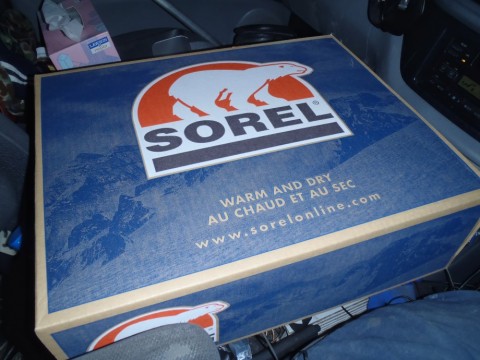 SOREL®
WARM AND DRY
AU CHAUD ET AU SEC
www.sorelonline.com